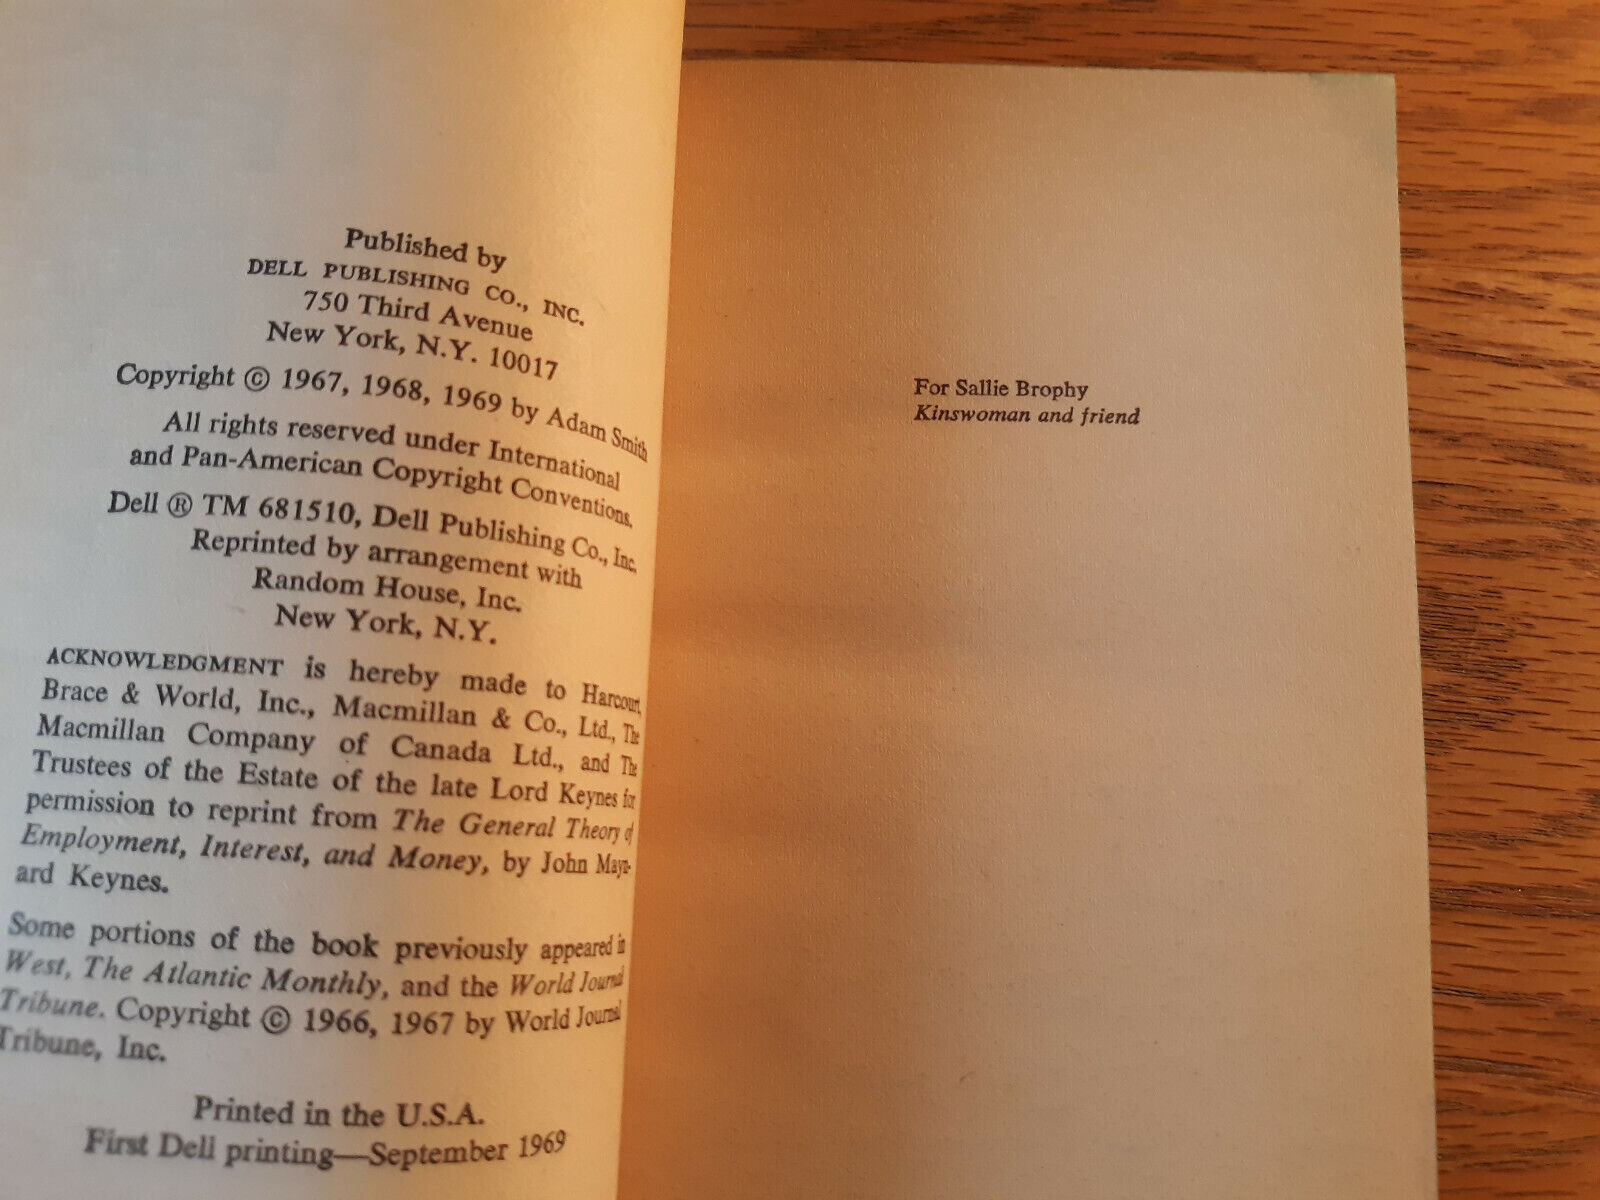 Published by
DELL PUBLISHING CO., INC.
750 Third Avenue
New York, N.Y. 10017
Copyright © 1967, 1968, 1969 by Adam Smith
All rights reserved under International
and Pan-American Copyright Conventions.
Dell ® TM 681510, Dell Publishing Co., Inc.
Reprinted by arrangement with
Random House, Inc.
New York, N.Y.
ACKNOWLEDGMENT is hereby made to Harcourt,
Brace & World, Inc., Macmillan & Co., Ltd., The
Macmillan Company of Canada Ltd., and The
Trustees of the Estate of the late Lord Keynes for
permission to reprint from The General Theory of
Employment, Interest, and Money, by John Mayn-
ard Keynes.
Some portions of the book previously appeared in
West, The Atlantic Monthly, and the World Journal
Tribune. Copyright © 1966, 1967 by World Journal
Tribune, Inc.
Printed in the U.S.A.
First Dell printing—September 1969
For Sallie Brophy
Kinswoman and friend